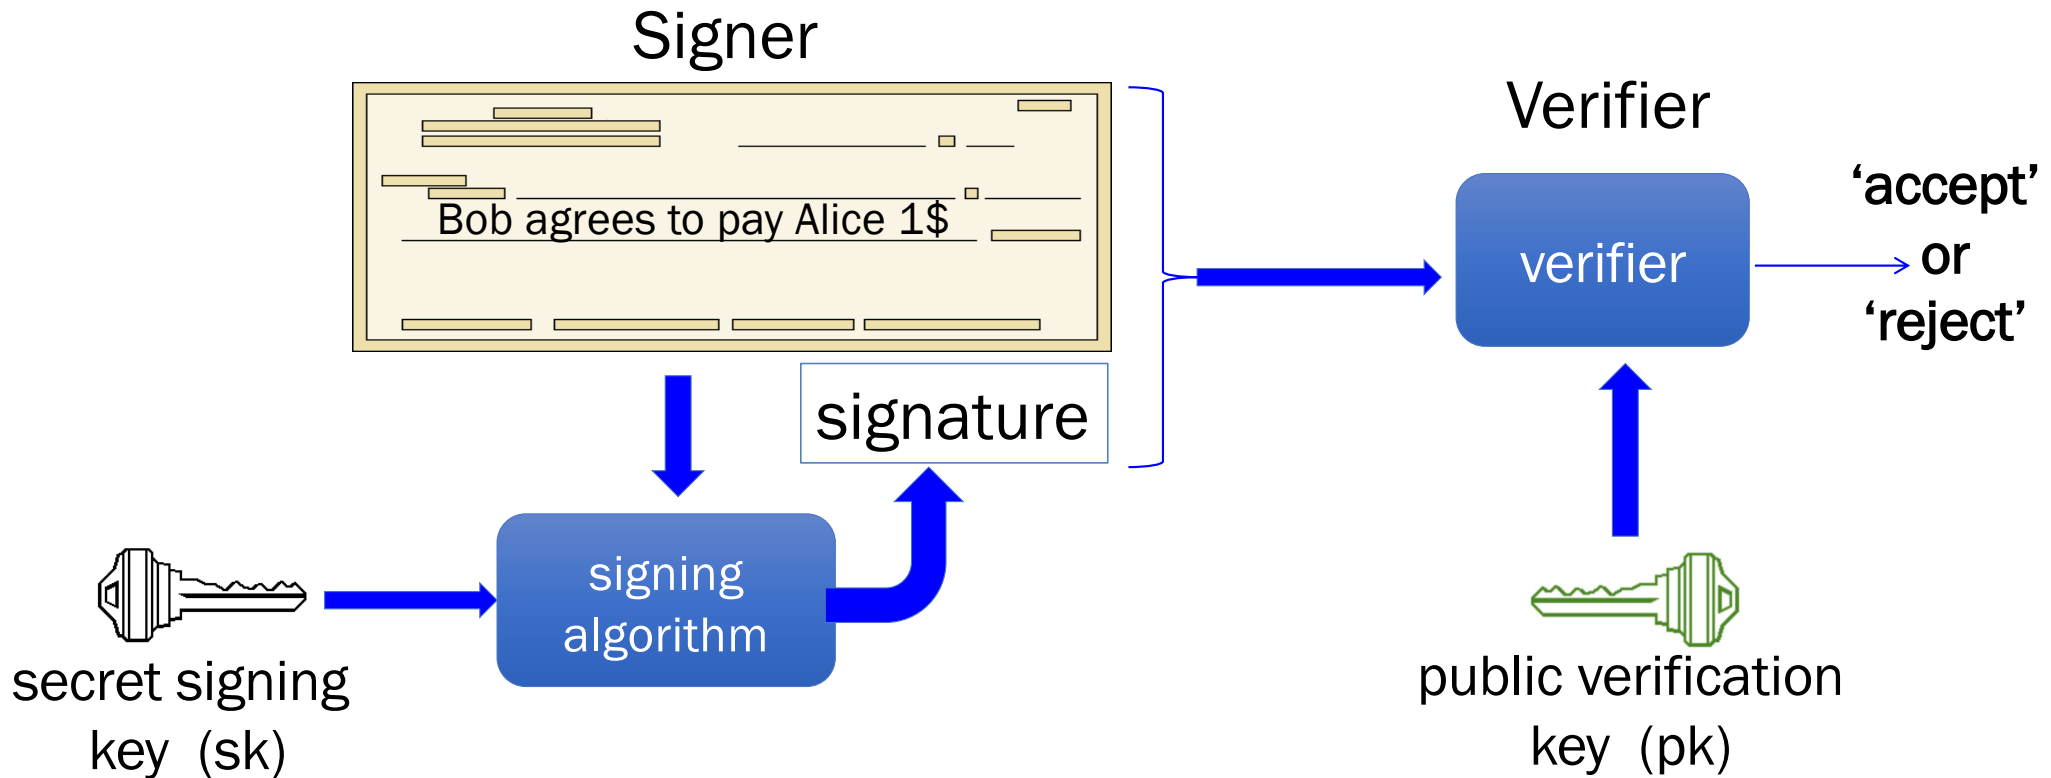 Signer
Bob agrees to pay Alice 1$
signature
signing
algorithm
secret signing
key (sk)
Verifier
verifier
‘accept’
or
‘reject’
public verification
key (pk)